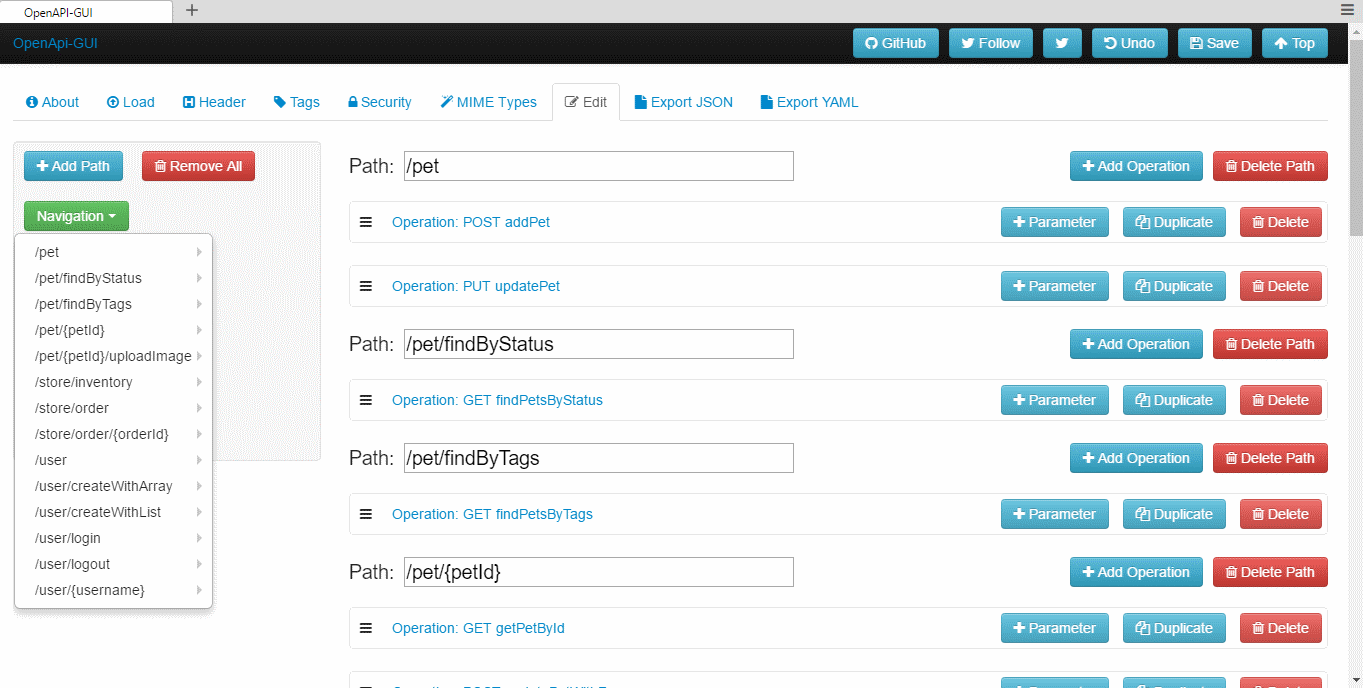 OpenAPI-GUI
OpenApi-GUI GitHub Follow Undo Save Top
About Load Header Tags Security MIME Types Edit Export JSON Export YAML
Add Path Remove All
Navigation
/pet
/pet/findByStatus
/pet/findByTags
/pet/{petId}
/pet/{petId}/uploadImage
/store/inventory
/store/order
/store/order/{orderId}
/user
/user/createWithArray
/user/createWithList
/user/login
/user/logout
/user/{username}
Path: /pet Add Operation Delete Path
Operation: POST addPet Parameter Duplicate Delete
Operation: PUT updatePet Parameter Duplicate Delete
Path: /pet/findByStatus Add Operation Delete Path
Operation: GET findPetsByStatus Parameter Duplicate Delete
Path: /pet/findByTags Add Operation Delete Path
Operation: GET findPetsByTags Parameter Duplicate Delete
Path: /pet/{petId} Add Operation Delete Path
Operation: GET getPetById Parameter Duplicate Delete